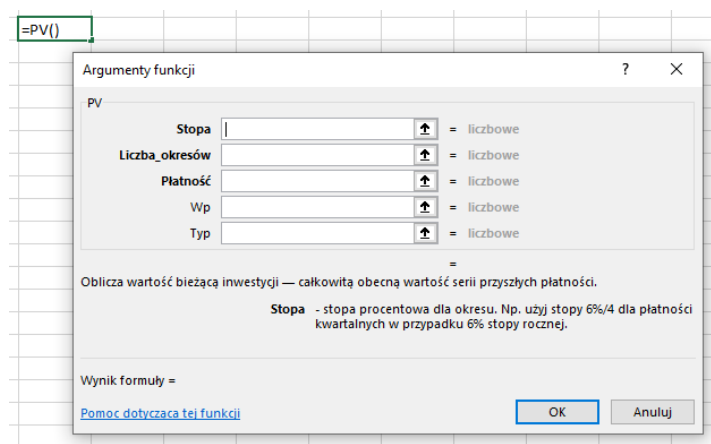 =PV()
Argumenty funkcji ? ×
PV
Stopa = liczbowe
Liczba_okresów = liczbowe
Płatność = liczbowe
Wp = liczbowe
Typ = liczbowe
=
Oblicza wartość bieżącą inwestycji — całkowitą obecną wartość serii przyszłych płatności.
Stopa - stopa procentowa dla okresu. Np. użyj stopy 6%/4 dla płatności
kwartalnych w przypadku 6% stopy rocznej.
Wynik formuły =
Pomoc dotycząca tej funkcji OK Anuluj